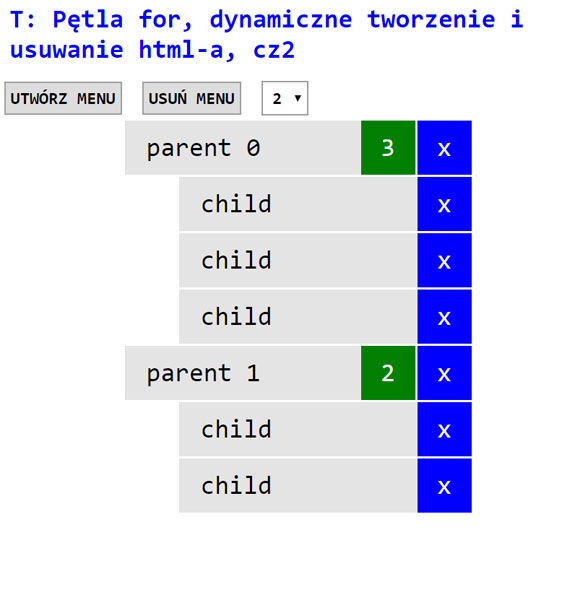 T: Pętla for, dynamiczne tworzenie i
usuwanie html-a, cz2
UTWÓRZ MENU USUŃ MENU 2
parent 0 3 x
child x
child x
child x
parent 1 2 x
child x
child x